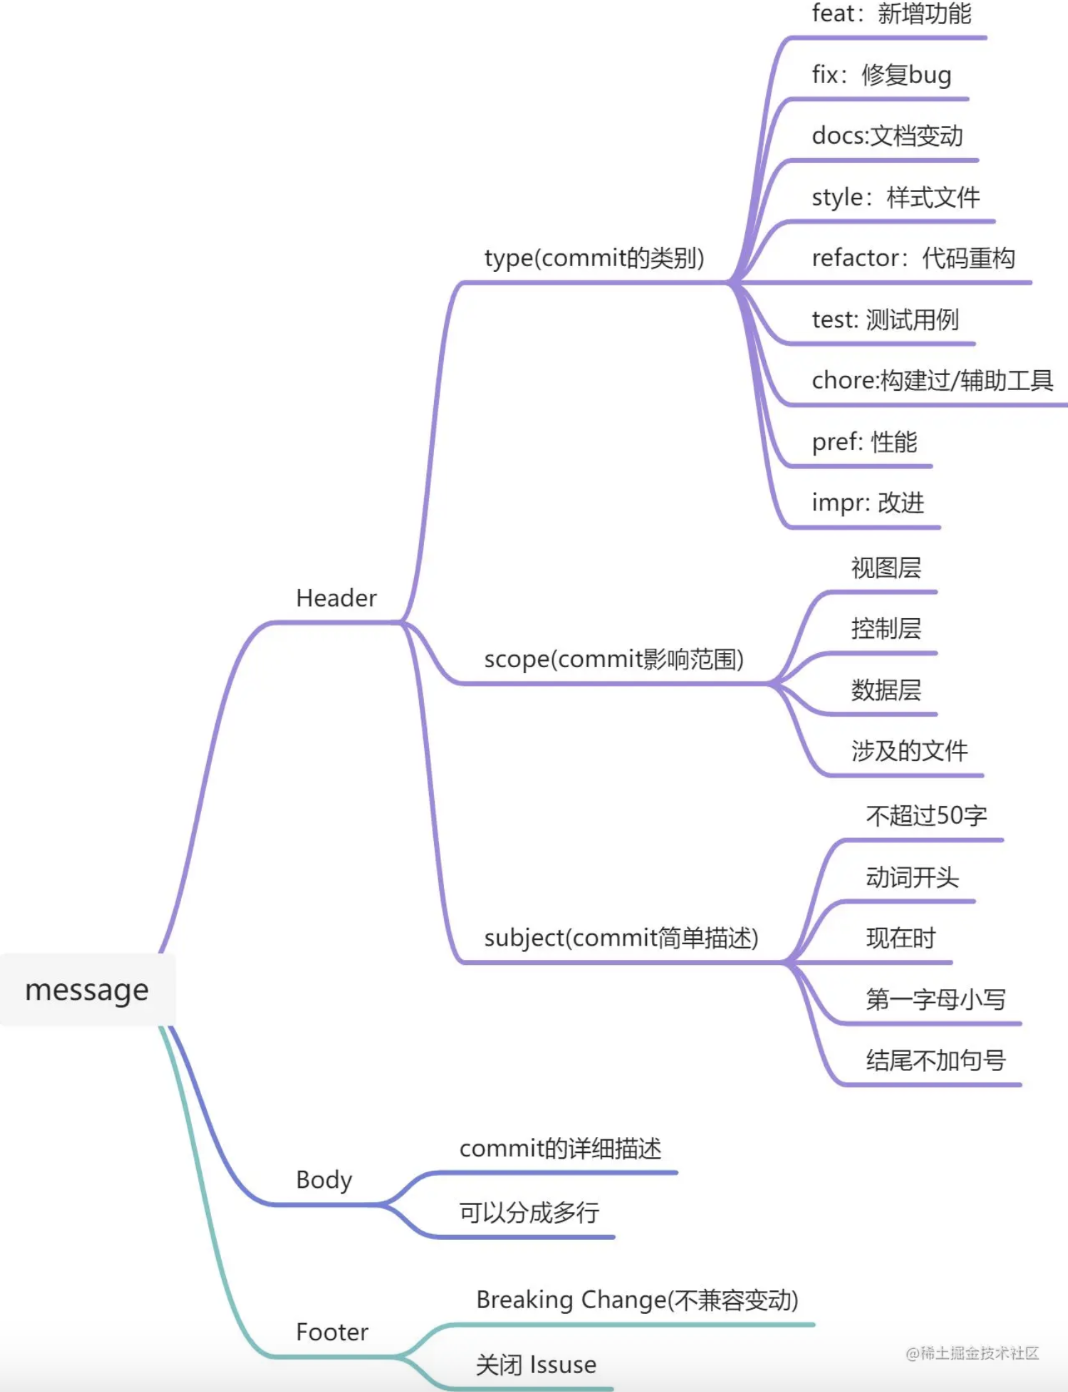 feat：新增功能
fix：修复bug
docs:文档变动
style：样式文件
type(commit的类别)
refactor：代码重构
test: 测试用例
chore:构建过/辅助工具
pref: 性能
impr: 改进
Header
视图层
控制层
scope(commit影响范围)
数据层
涉及的文件
不超过50字
动词开头
subject(commit简单描述)
现在时
第一字母小写
结尾不加句号
message
Body
commit的详细描述
可以分成多行
Footer
Breaking Change(不兼容变动)
关闭 Issuse
@稀土掘金技术社区